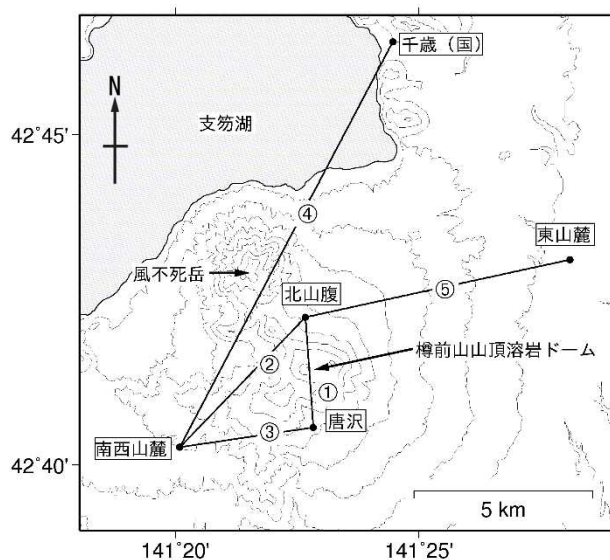 千歳（国）
N
支笏湖
42˚45'
④
東山麓
風不死岳
北山腹
⑤
樽前山山頂溶岩ドーム
②
①
唐沢
③
南西山麓
42˚40'
5 km
141˚20'
141˚25'